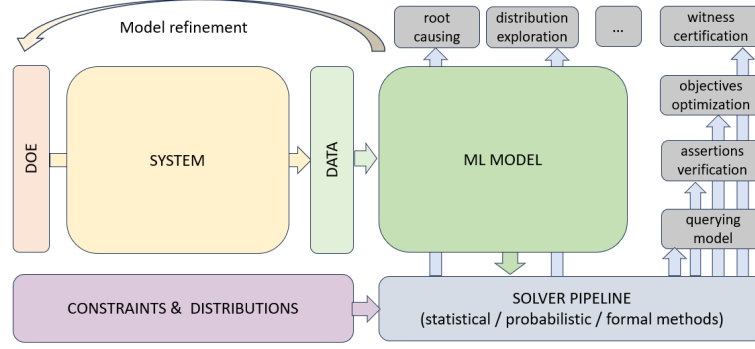 Model refinement
root
causing
distribution
exploration
...
witness
certification
objectives
optimization
assertions
verification
querying
model
DOE
SYSTEM
DATA
ML MODEL
CONSTRAINTS & DISTRIBUTIONS
SOLVER PIPELINE
(statistical / probabilistic / formal methods)